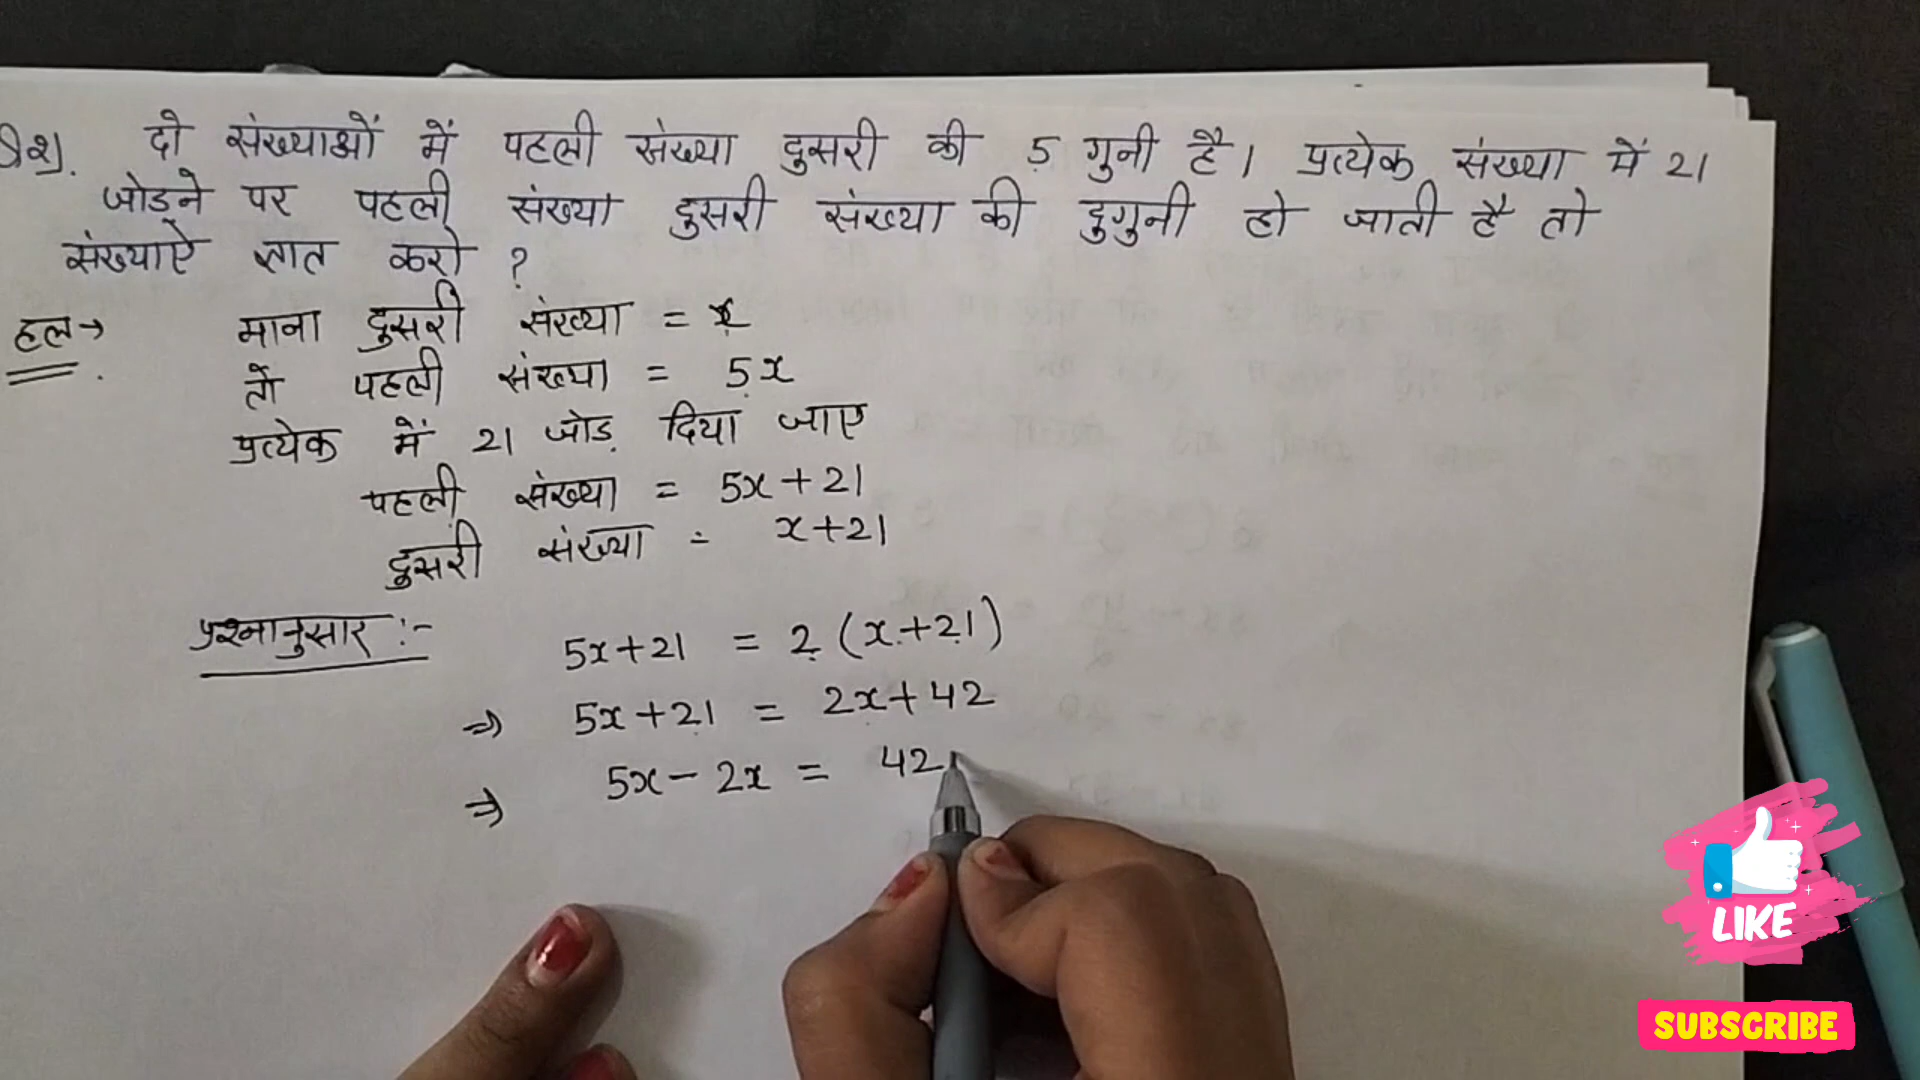 प्रश्न. दो संख्याओं में पहली संख्या दुसरी की 5 गुनी है। प्रत्येक संख्या में 21
जोड़ने पर पहली संख्या दुसरी संख्या की दुगुनी हो जाती है तो
संख्याऐ ज्ञात करो ?
हल→ माना दुसरी संख्या = x
तो पहली संख्या = 5x
प्रत्येक में 21 जोड़ दिया जाए
पहली संख्या = 5x+21
दुसरी संख्या = x+21
प्रश्नानुसार :- 5x+21 = 2(x+21)
⇒ 5x+21 = 2x+42
⇒ 5x-2x = 42
LIKE
SUBSCRIBE